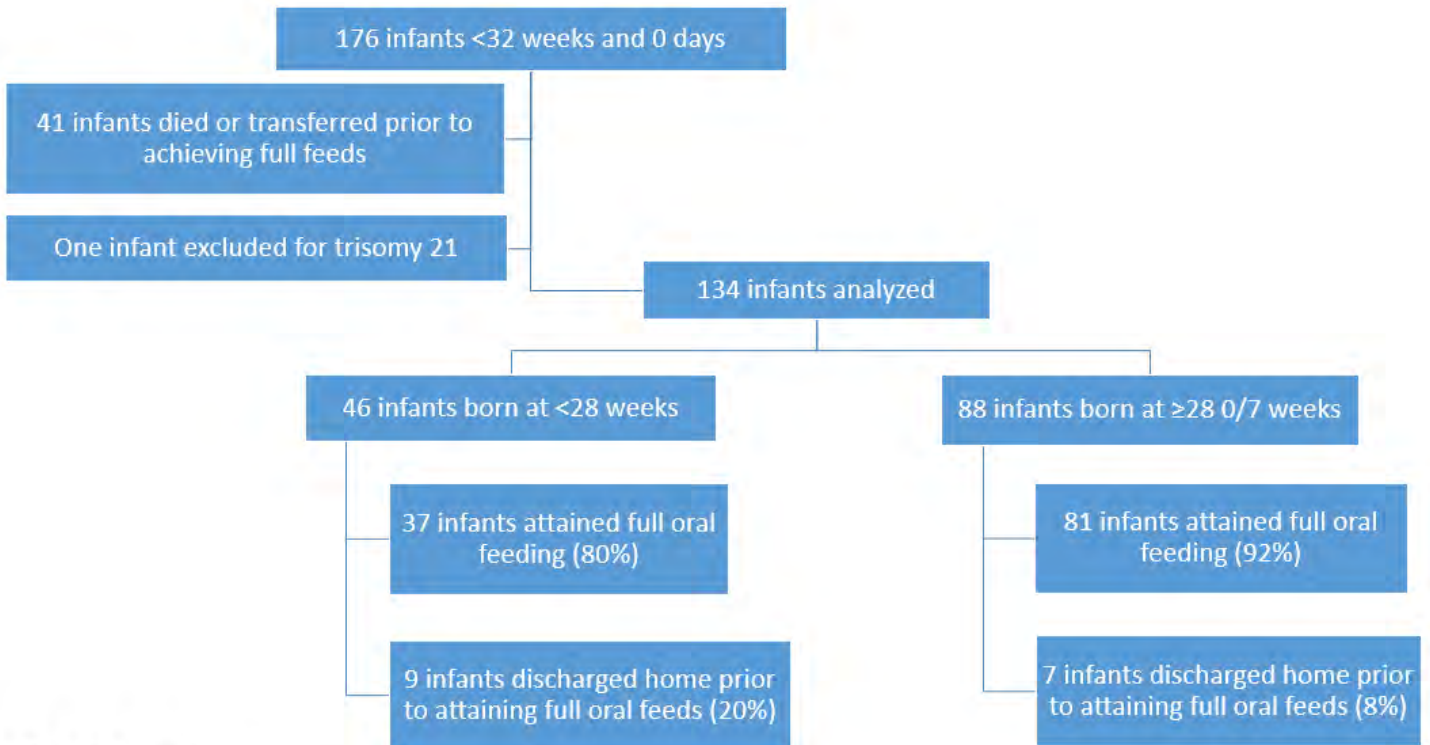 176 infants <32 weeks and 0 days
41 infants died or transferred prior to
achieving full feeds
One infant excluded for trisomy 21
134 infants analyzed
46 infants born at <28 weeks
88 infants born at ≥28 0/7 weeks
37 infants attained full oral
feeding (80%)
81 infants attained full oral
feeding (92%)
9 infants discharged home prior
to attaining full oral feeds (20%)
7 infants discharged home prior
to attaining full oral feeds (8%)